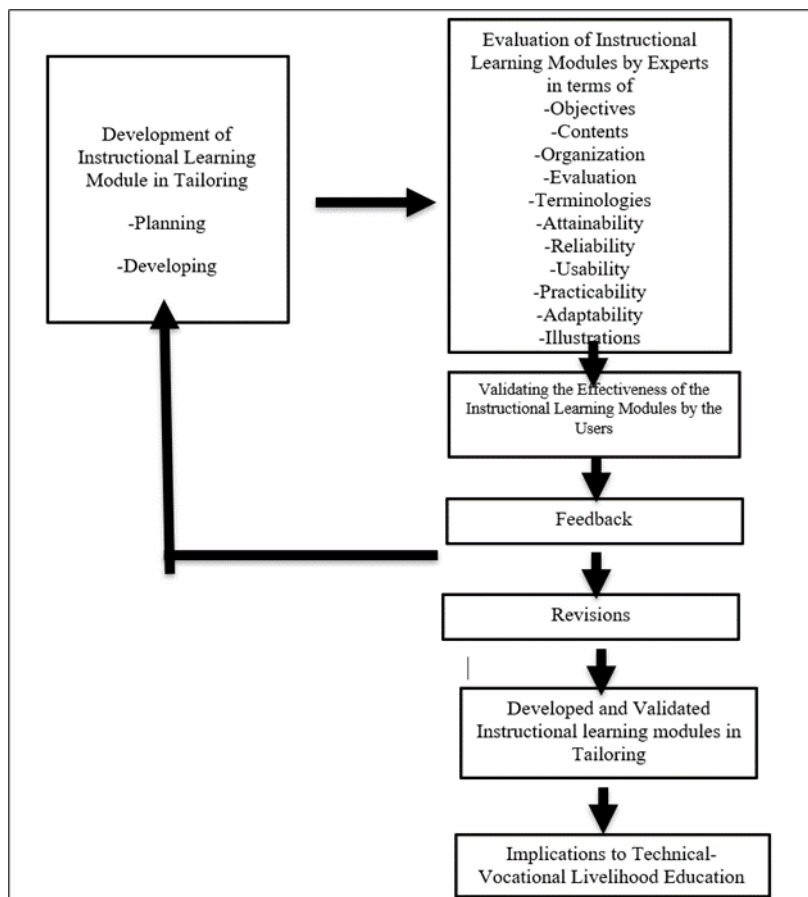 Development of
Instructional Learning
Module in Tailoring
-Planning
-Developing
Evaluation of Instructional
Learning Modules by Experts
in terms of
-Objectives
-Contents
-Organization
-Evaluation
-Terminologies
-Attainability
-Reliability
-Usability
-Practicability
-Adaptability
-Illustrations
Validating the Effectiveness of the
Instructional Learning Modules by the
Users
Feedback
Revisions
Developed and Validated
Instructional learning modules in
Tailoring
Implications to Technical-
Vocational Livelihood Education